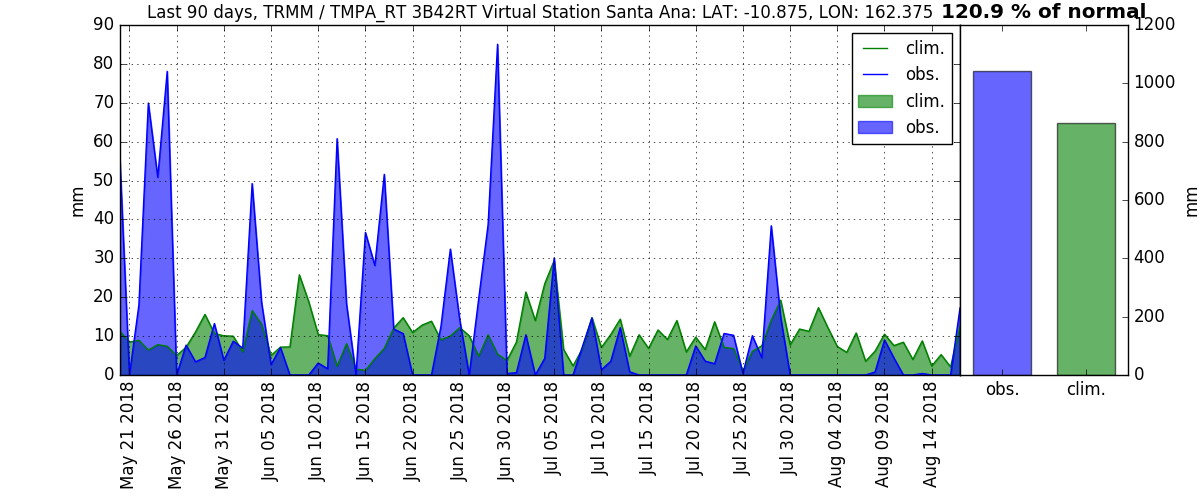 Last 90 days, TRMM / TMPA_RT 3B42RT Virtual Station Santa Ana: LAT: -10.875, LON: 162.375 120.9 % of normal
90
80
70
60
50
40
30
20
10
0
mm
clim.
obs.
clim.
obs.
May 21 2018
May 26 2018
May 31 2018
Jun 05 2018
Jun 10 2018
Jun 15 2018
Jun 20 2018
Jun 25 2018
Jun 30 2018
Jul 05 2018
Jul 10 2018
Jul 15 2018
Jul 20 2018
Jul 25 2018
Jul 30 2018
Aug 04 2018
Aug 09 2018
Aug 14 2018
1200
1000
800
600
400
200
0
mm
obs. clim.